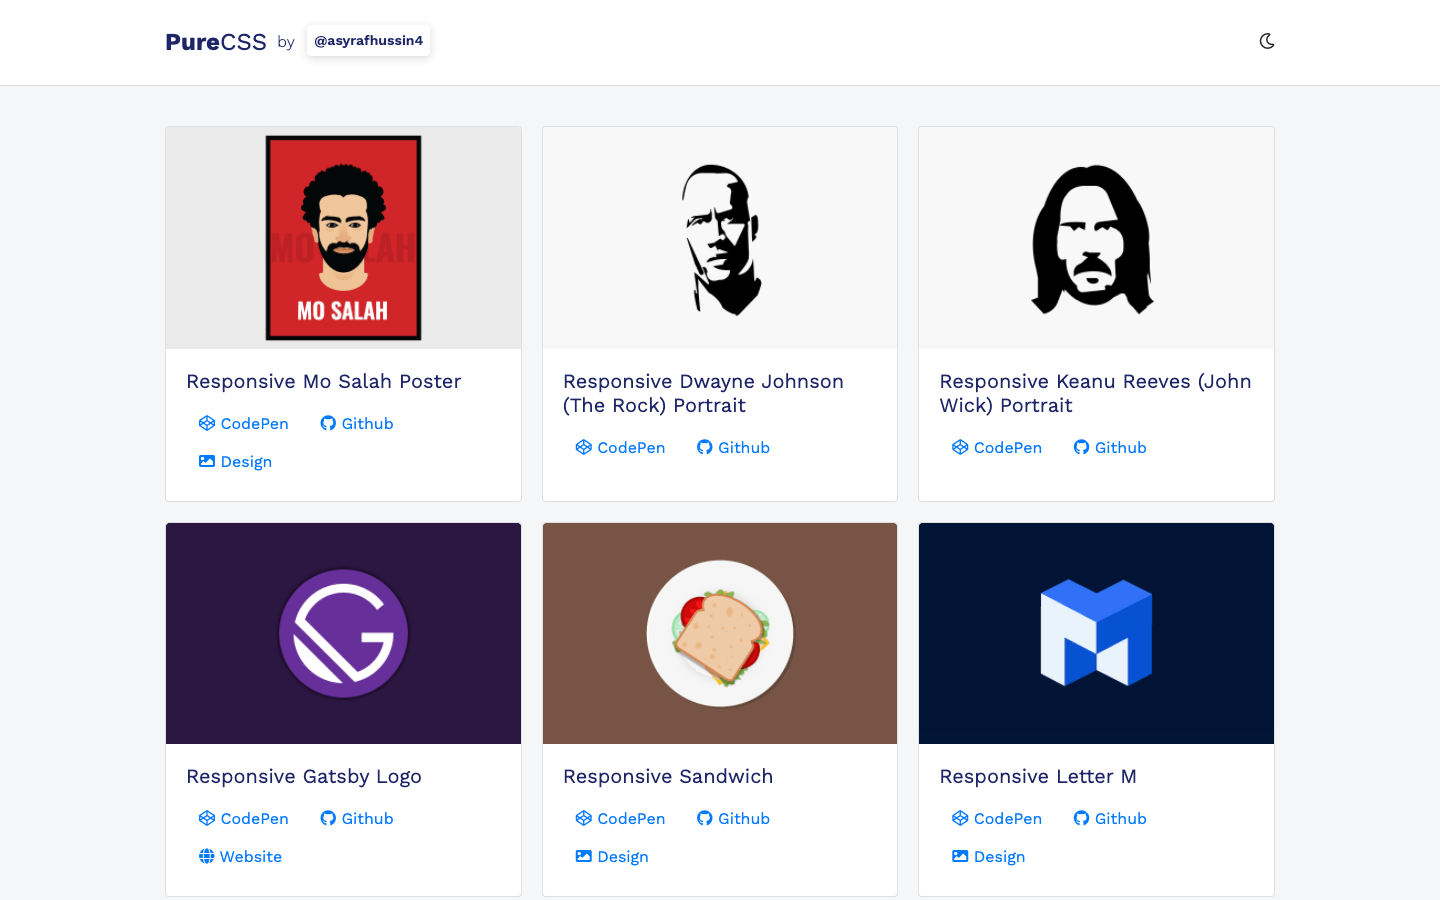 PureCSS by @asyrafhussin4
MO SALAH
MO SALAH
Responsive Mo Salah Poster
CodePen Github
Design
Responsive Dwayne Johnson
(The Rock) Portrait
CodePen Github
Responsive Keanu Reeves (John
Wick) Portrait
CodePen Github
Responsive Gatsby Logo
CodePen Github
Website
Responsive Sandwich
CodePen Github
Design
Responsive Letter M
CodePen Github
Design